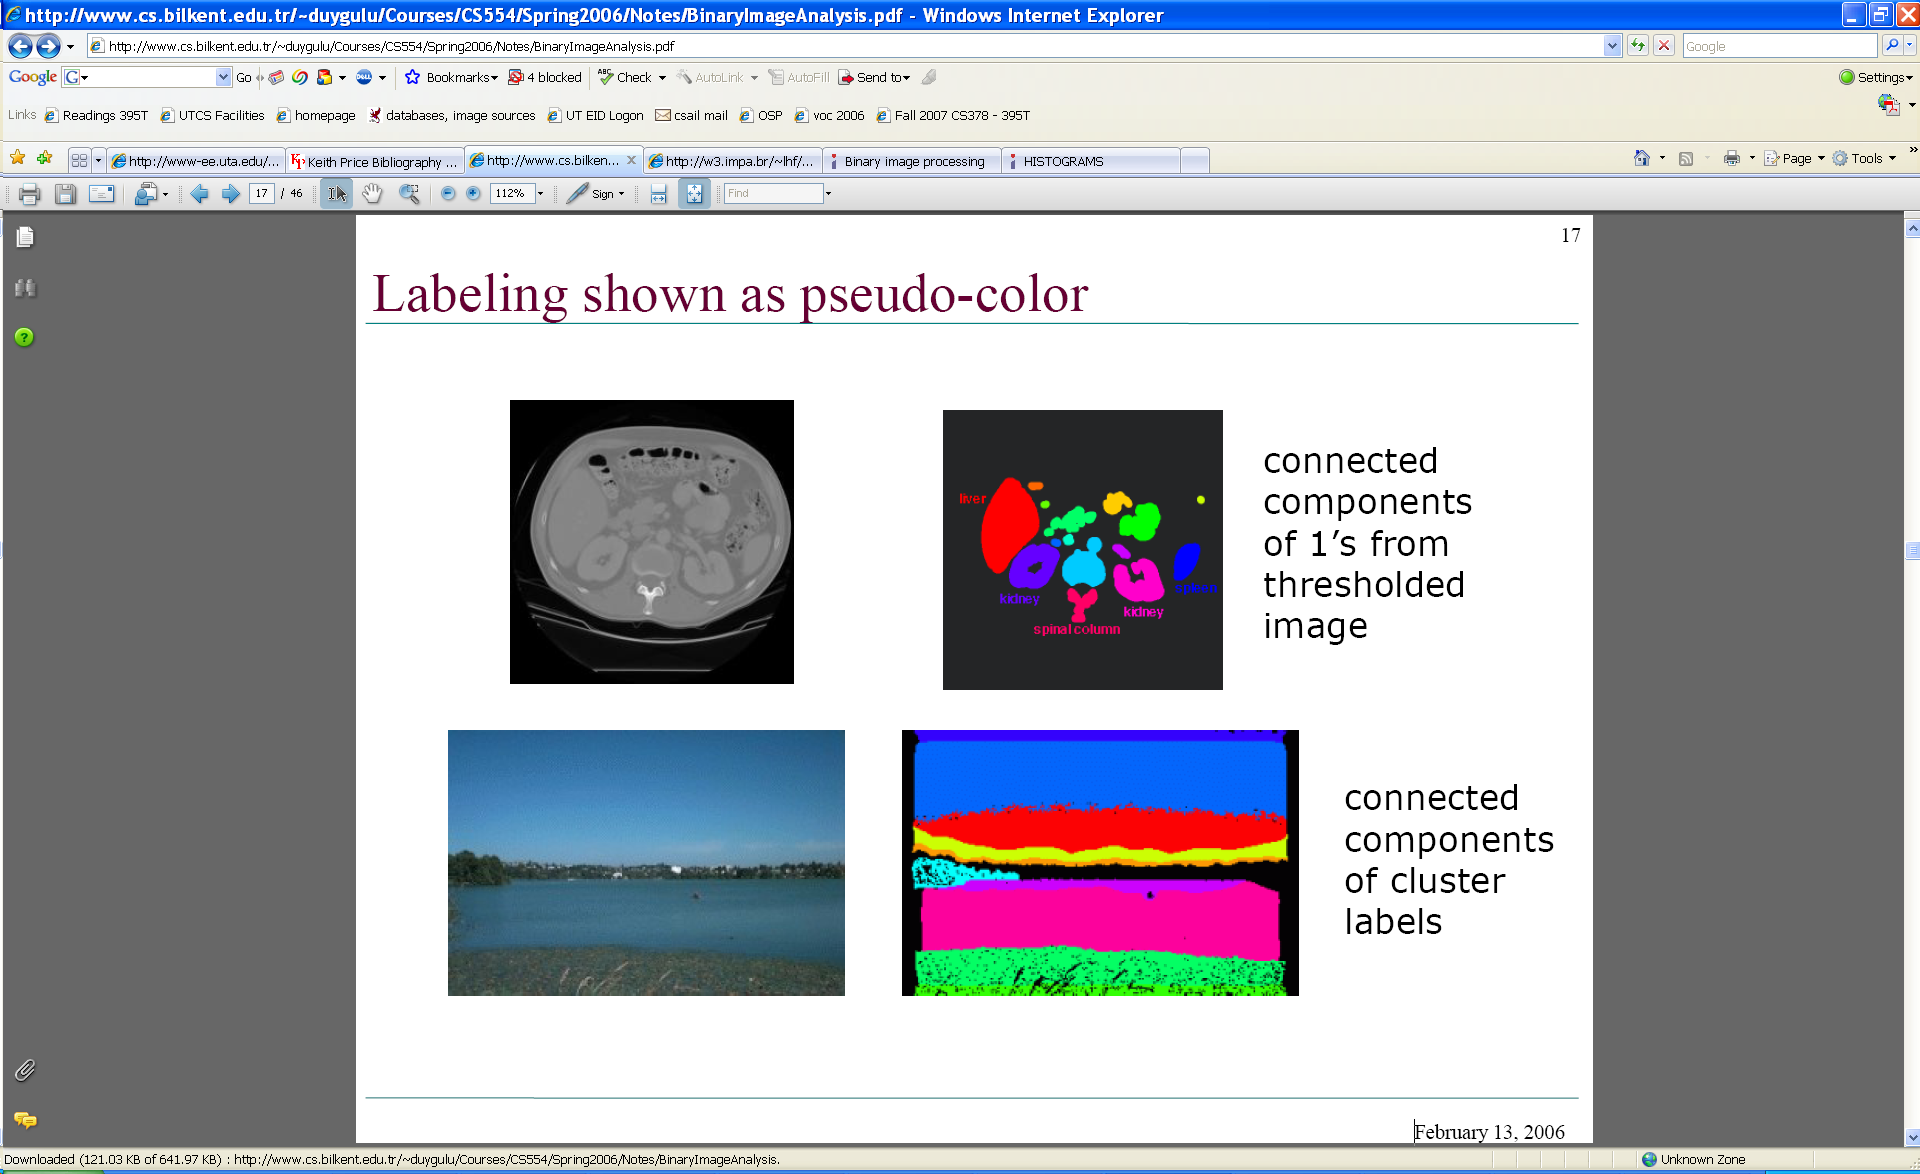 http://www.cs.bilkent.edu.tr/~duygulu/Courses/CS554/Spring2006/Notes/BinaryImageAnalysis.pdf - Windows Internet Explorer
http://www.cs.bilkent.edu.tr/~duygulu/Courses/CS554/Spring2006/Notes/BinaryImageAnalysis.pdf Google
Google G Go Bookmarks 4 blocked ABC Check AutoLink AutoFill Send to Settings
Links Readings 395T UTCS Facilities homepage databases, image sources UT EID Logon csail mail OSP voc 2006 Fall 2007 CS378 - 395T
http://www-ee.uta.edu/... Keith Price Bibliography ... http://www.cs.bilken... http://w3.impa.br/~lhf/... Binary image processing HISTOGRAMS Page Tools
17 / 46 112% Sign Find
17
Labeling shown as pseudo-color
liver
kidney
spleen
kidney
spinal column
connected
components
of 1's from
thresholded
image
connected
components
of cluster
labels
February 13, 2006
Downloaded (121.03 KB of 641.97 KB) : http://www.cs.bilkent.edu.tr/~duygulu/Courses/CS554/Spring2006/Notes/BinaryImageAnalysis. Unknown Zone